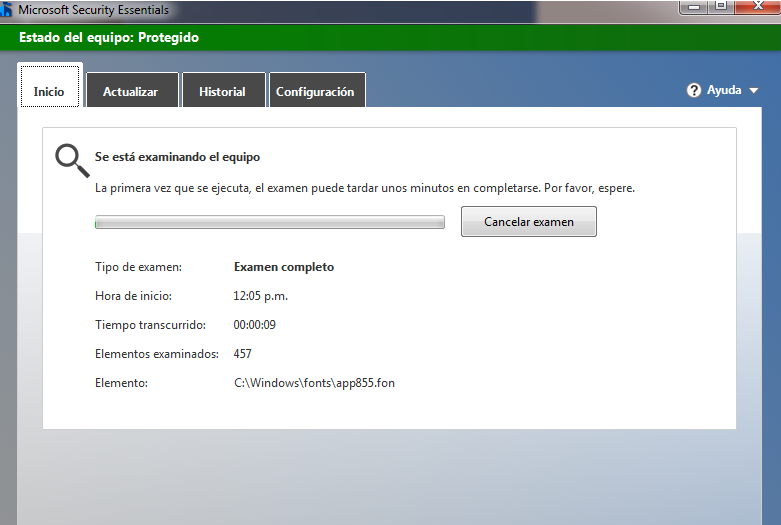 Microsoft Security Essentials
Estado del equipo: Protegido
Inicio
Actualizar
Historial
Configuración
? Ayuda
Se está examinando el equipo
La primera vez que se ejecuta, el examen puede tardar unos minutos en completarse. Por favor, espere.
Cancelar examen
Tipo de examen: Examen completo
Hora de inicio: 12:05 p.m.
Tiempo transcurrido: 00:00:09
Elementos examinados: 457
Elemento: C:\Windows\fonts\app855.fon